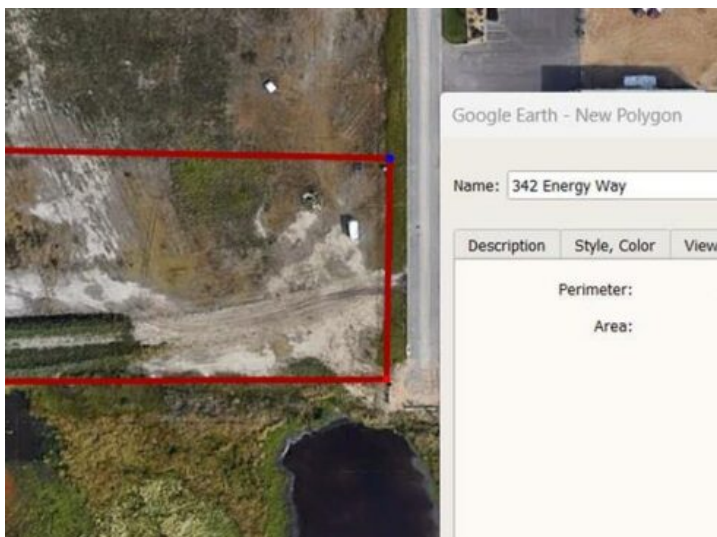 Google Earth - New Polygon
Name: 342 Energy Way
Description Style, Color View
Perimeter:
Area: